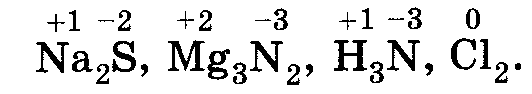 +1 −2 +2 −3 +1 −3 0
Na₂S, Mg₃N₂, H₃N, Cl₂.